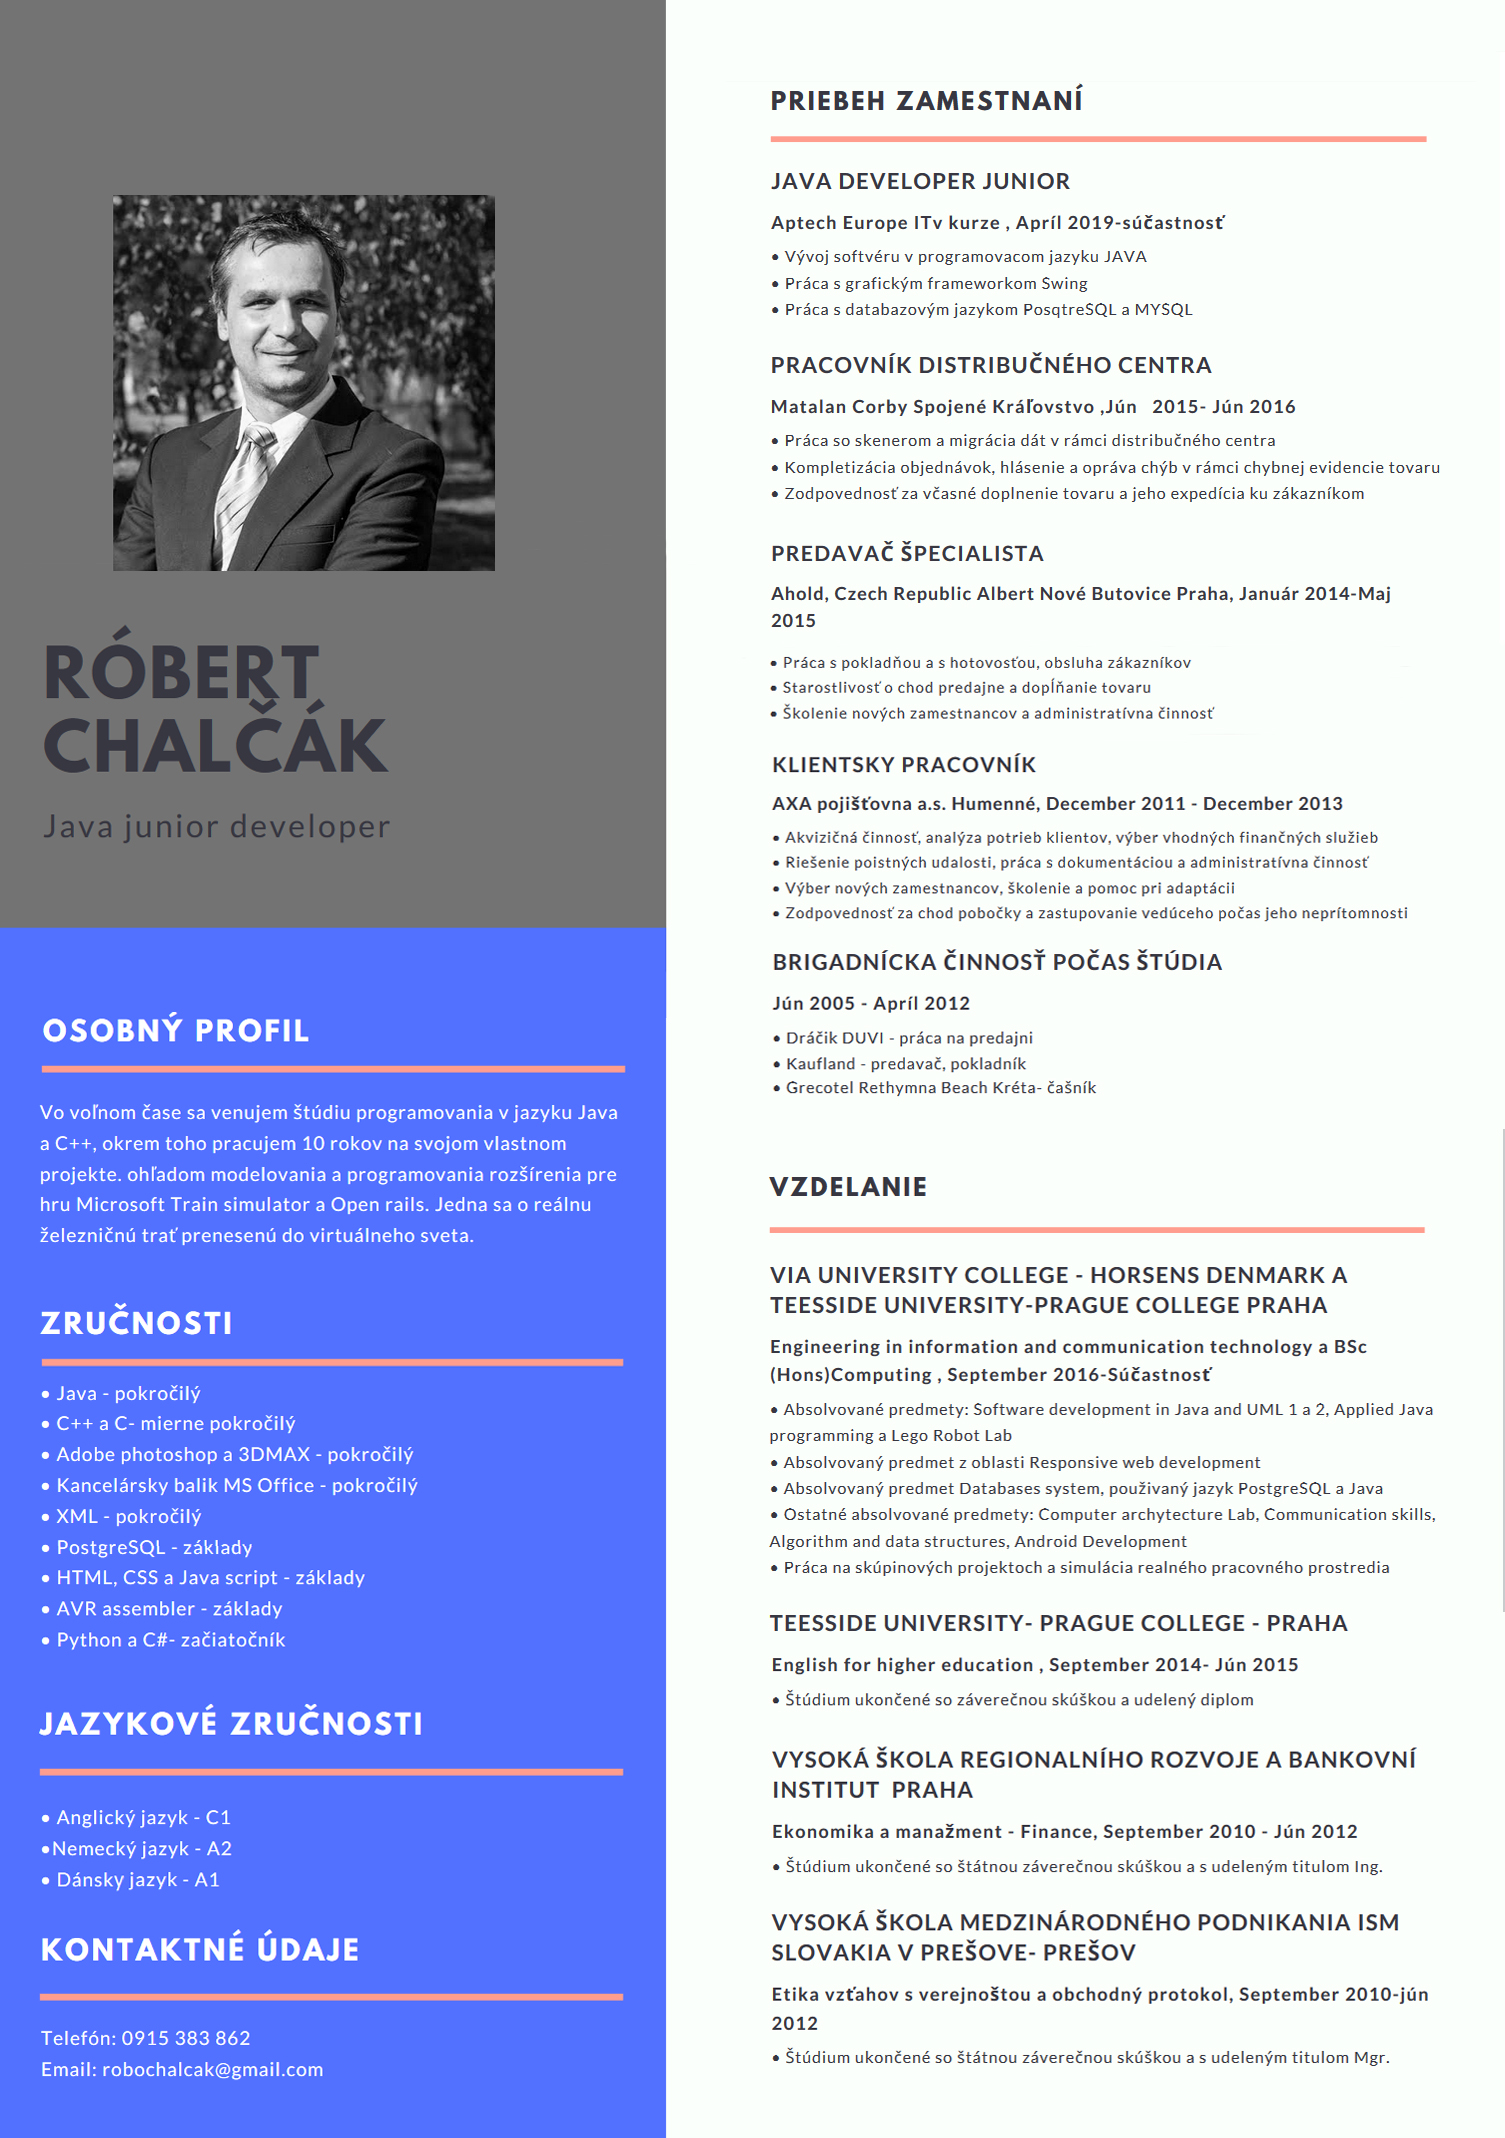 RÓBERT
CHALČÁK
Java junior developer
OSOBNÝ PROFIL
Vo voľnom čase sa venujem štúdiu programovania v jazyku Java
a C++, okrem toho pracujem 10 rokov na svojom vlastnom
projekte. ohľadom modelovania a programovania rozšírenia pre
hru Microsoft Train simulator a Open rails. Jedna sa o reálnu
železničnú trať prenesenú do virtuálneho sveta.
ZRUČNOSTI
• Java - pokročilý
• C++ a C- mierne pokročilý
• Adobe photoshop a 3DMAX - pokročilý
• Kancelársky balik MS Office - pokročilý
• XML - pokročilý
• PostgreSQL - základy
• HTML, CSS a Java script - základy
• AVR assembler - základy
• Python a C#- začiatočník
JAZYKOVÉ ZRUČNOSTI
• Anglický jazyk - C1
•Nemecký jazyk - A2
• Dánsky jazyk - A1
KONTAKTNÉ ÚDAJE
Telefón: 0915 383 862
Email: robochalcak@gmail.com
PRIEBEH ZAMESTNANÍ
JAVA DEVELOPER JUNIOR
Aptech Europe ITv kurze , Apríl 2019-súčastnosť
• Vývoj softvéru v programovacom jazyku JAVA
• Práca s grafickým frameworkom Swing
• Práca s databazovým jazykom PosqtreSQL a MYSQL
PRACOVNÍK DISTRIBUČNÉHO CENTRA
Matalan Corby Spojené Kráľovstvo ,Jún 2015- Jún 2016
• Práca so skenerom a migrácia dát v rámci distribučného centra
• Kompletizácia objednávok, hlásenie a opráva chýb v rámci chybnej evidencie tovaru
• Zodpovednosť za včasné doplnenie tovaru a jeho expedícia ku zákazníkom
PREDAVAČ ŠPECIALISTA
Ahold, Czech Republic Albert Nové Butovice Praha, Január 2014-Maj
2015
• Práca s pokladňou a s hotovosťou, obsluha zákazníkov
• Starostlivosť o chod predajne a dopĺňanie tovaru
• Školenie nových zamestnancov a administratívna činnosť
KLIENTSKY PRACOVNÍK
AXA pojišťovna a.s. Humenné, December 2011 - December 2013
• Akvizičná činnosť, analýza potrieb klientov, výber vhodných finančných služieb
• Riešenie poistných udalosti, práca s dokumentáciou a administratívna činnosť
• Výber nových zamestnancov, školenie a pomoc pri adaptácii
• Zodpovednosť za chod pobočky a zastupovanie vedúceho počas jeho neprítomnosti
BRIGADNÍCKA ČINNOSŤ POČAS ŠTÚDIA
Jún 2005 - Apríl 2012
• Dráčik DUVI - práca na predajni
• Kaufland - predavač, pokladník
• Grecotel Rethymna Beach Kréta- čašník
VZDELANIE
VIA UNIVERSITY COLLEGE - HORSENS DENMARK A
TEESSIDE UNIVERSITY-PRAGUE COLLEGE PRAHA
Engineering in information and communication technology a BSc
(Hons)Computing , September 2016-Súčastnosť
• Absolvované predmety: Software development in Java and UML 1 a 2, Applied Java
programming a Lego Robot Lab
• Absolvovaný predmet z oblasti Responsive web development
• Absolvovaný predmet Databases system, použivaný jazyk PostgreSQL a Java
• Ostatné absolvované predmety: Computer archytecture Lab, Communication skills,
Algorithm and data structures, Android Development
• Práca na skúpinových projektoch a simulácia realného pracovného prostredia
TEESSIDE UNIVERSITY- PRAGUE COLLEGE - PRAHA
English for higher education , September 2014- Jún 2015
• Štúdium ukončené so záverečnou skúškou a udelený diplom
VYSOKÁ ŠKOLA REGIONALNÍHO ROZVOJE A BANKOVNÍ
INSTITUT PRAHA
Ekonomika a manažment - Finance, September 2010 - Jún 2012
• Štúdium ukončené so štátnou záverečnou skúškou a s udeleným titulom Ing.
VYSOKÁ ŠKOLA MEDZINÁRODNÉHO PODNIKANIA ISM
SLOVAKIA V PREŠOVE- PREŠOV
Etika vzťahov s verejnoštou a obchodný protokol, September 2010-jún
2012
• Štúdium ukončené so štátnou záverečnou skúškou a s udeleným titulom Mgr.